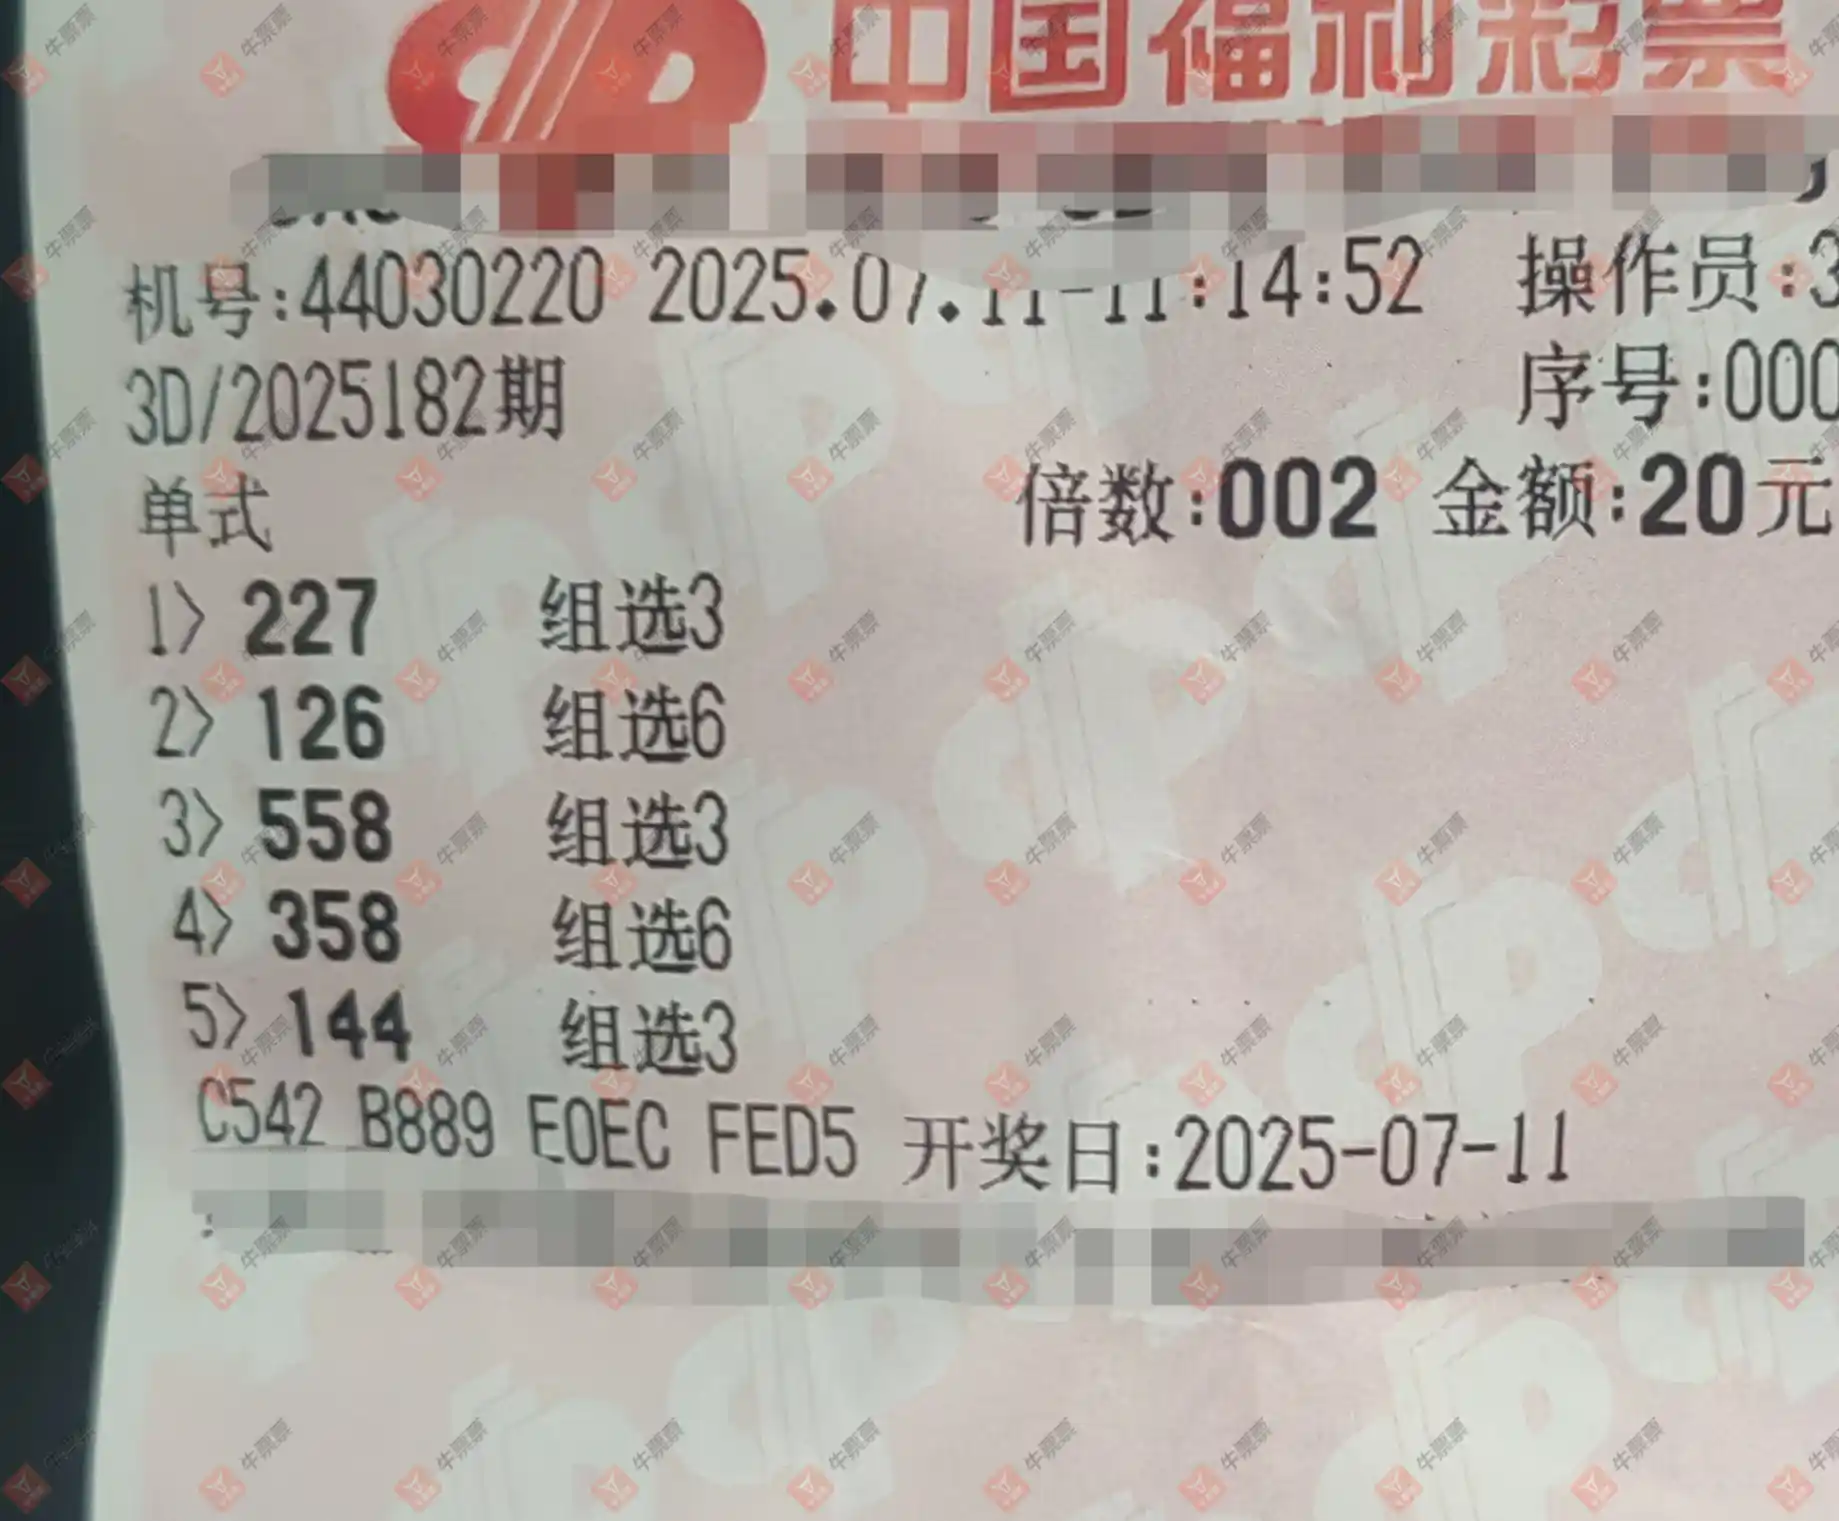 中国福利彩票
机号:44030220 2025.07.11-11:14:52 操作员:3
3D/2025182期
序号:000
单式
倍数:002 金额:20元
1> 227 组选3
2> 126 组选6
3> 558 组选3
4> 358 组选6
5> 144 组选3
C542 B889 E0EC FED5 开奖日:2025-07-11
牛票票